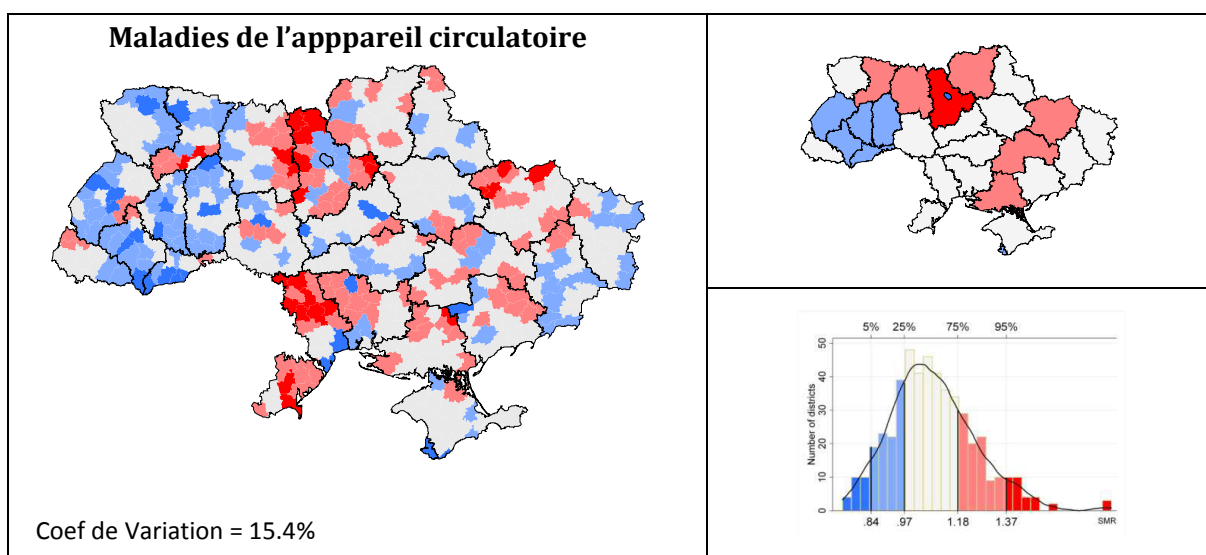 Maladies de l’apppareil circulatoire
Coef de Variation = 15.4%
5% 25% 75% 95%
Number of districts
50
40
30
20
10
0
.84 .97 1.18 1.37 SMR